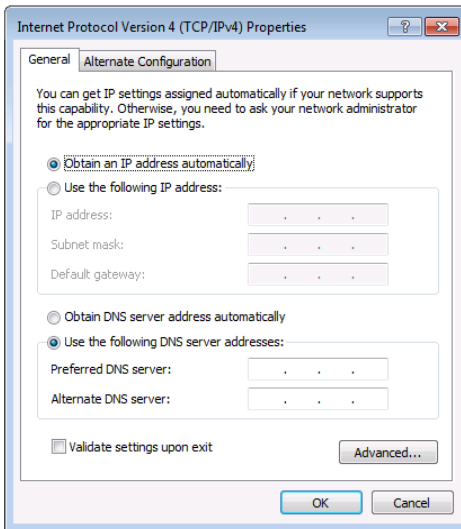 Internet Protocol Version 4 (TCP/IPv4) Properties
General
Alternate Configuration
You can get IP settings assigned automatically if your network supports
this capability. Otherwise, you need to ask your network administrator
for the appropriate IP settings.
Obtain an IP address automatically
Use the following IP address:
IP address:
Subnet mask:
Default gateway:
Obtain DNS server address automatically
Use the following DNS server addresses:
Preferred DNS server:
Alternate DNS server:
Validate settings upon exit
Advanced...
OK
Cancel